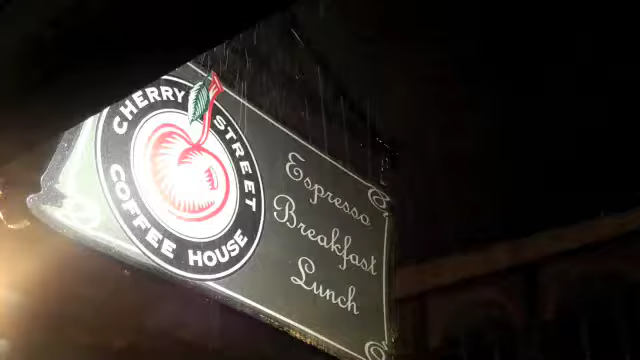 CHERRY STREET
COFFEE HOUSE
Espresso
Breakfast
Lunch